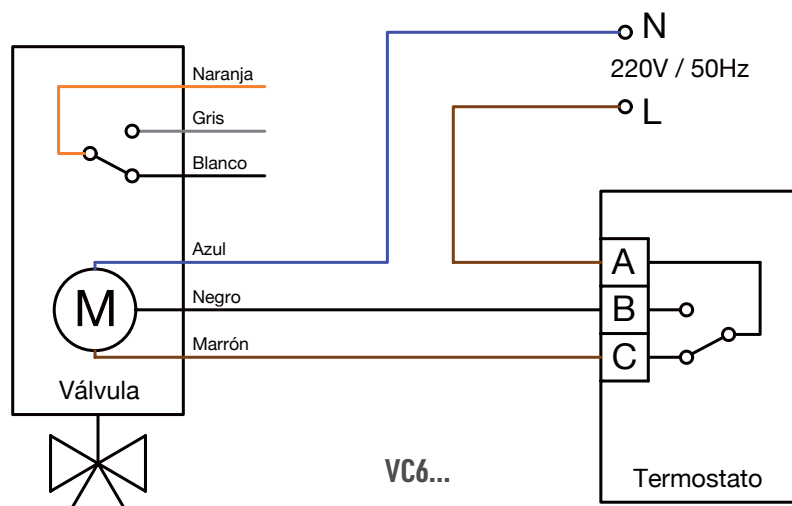 N
220V / 50Hz
L
Naranja
Gris
Blanco
Azul
Negro
Marrón
M
Válvula
A
B
C
Termostato
VC6...